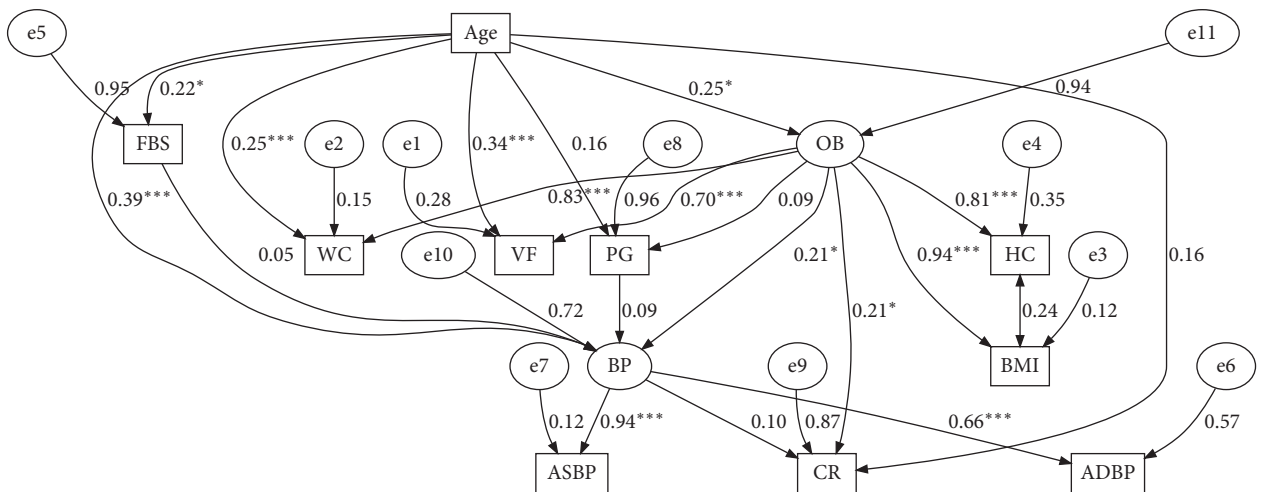 e5
Age
e11
0.95
0.22*
0.25*
0.94
FBS
0.25***
e2
e1
0.34***
0.16
e8
OB
e4
0.39***
0.15
0.28
0.83***
0.96
0.70***
0.09
0.81***
0.35
0.05
WC
e10
VF
PG
0.21*
0.94***
HC
e3
0.16
0.72
0.09
0.21*
0.24
0.12
e7
BP
e9
BMI
e6
0.12
0.94***
0.10
0.87
0.66***
0.57
ASBP
CR
ADBP